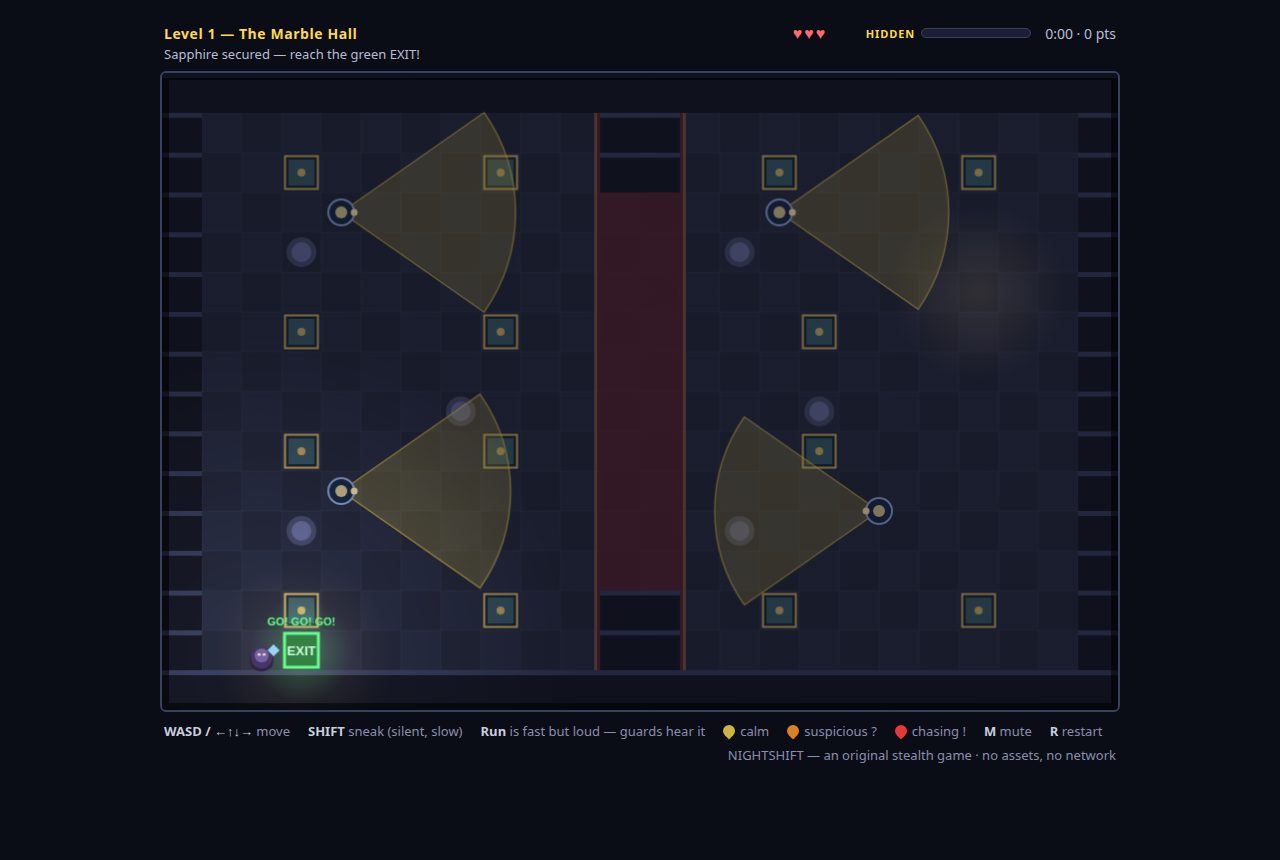 Level 1 — The Marble Hall
Sapphire secured — reach the green EXIT!
♥♥♥ HIDDEN 0:00 · 0 pts
GO! GO! GO!
EXIT
WASD / ←↑↓→ move SHIFT sneak (silent, slow) Run is fast but loud — guards hear it calm suspicious ? chasing ! M mute R restart
NIGHTSHIFT — an original stealth game · no assets, no network